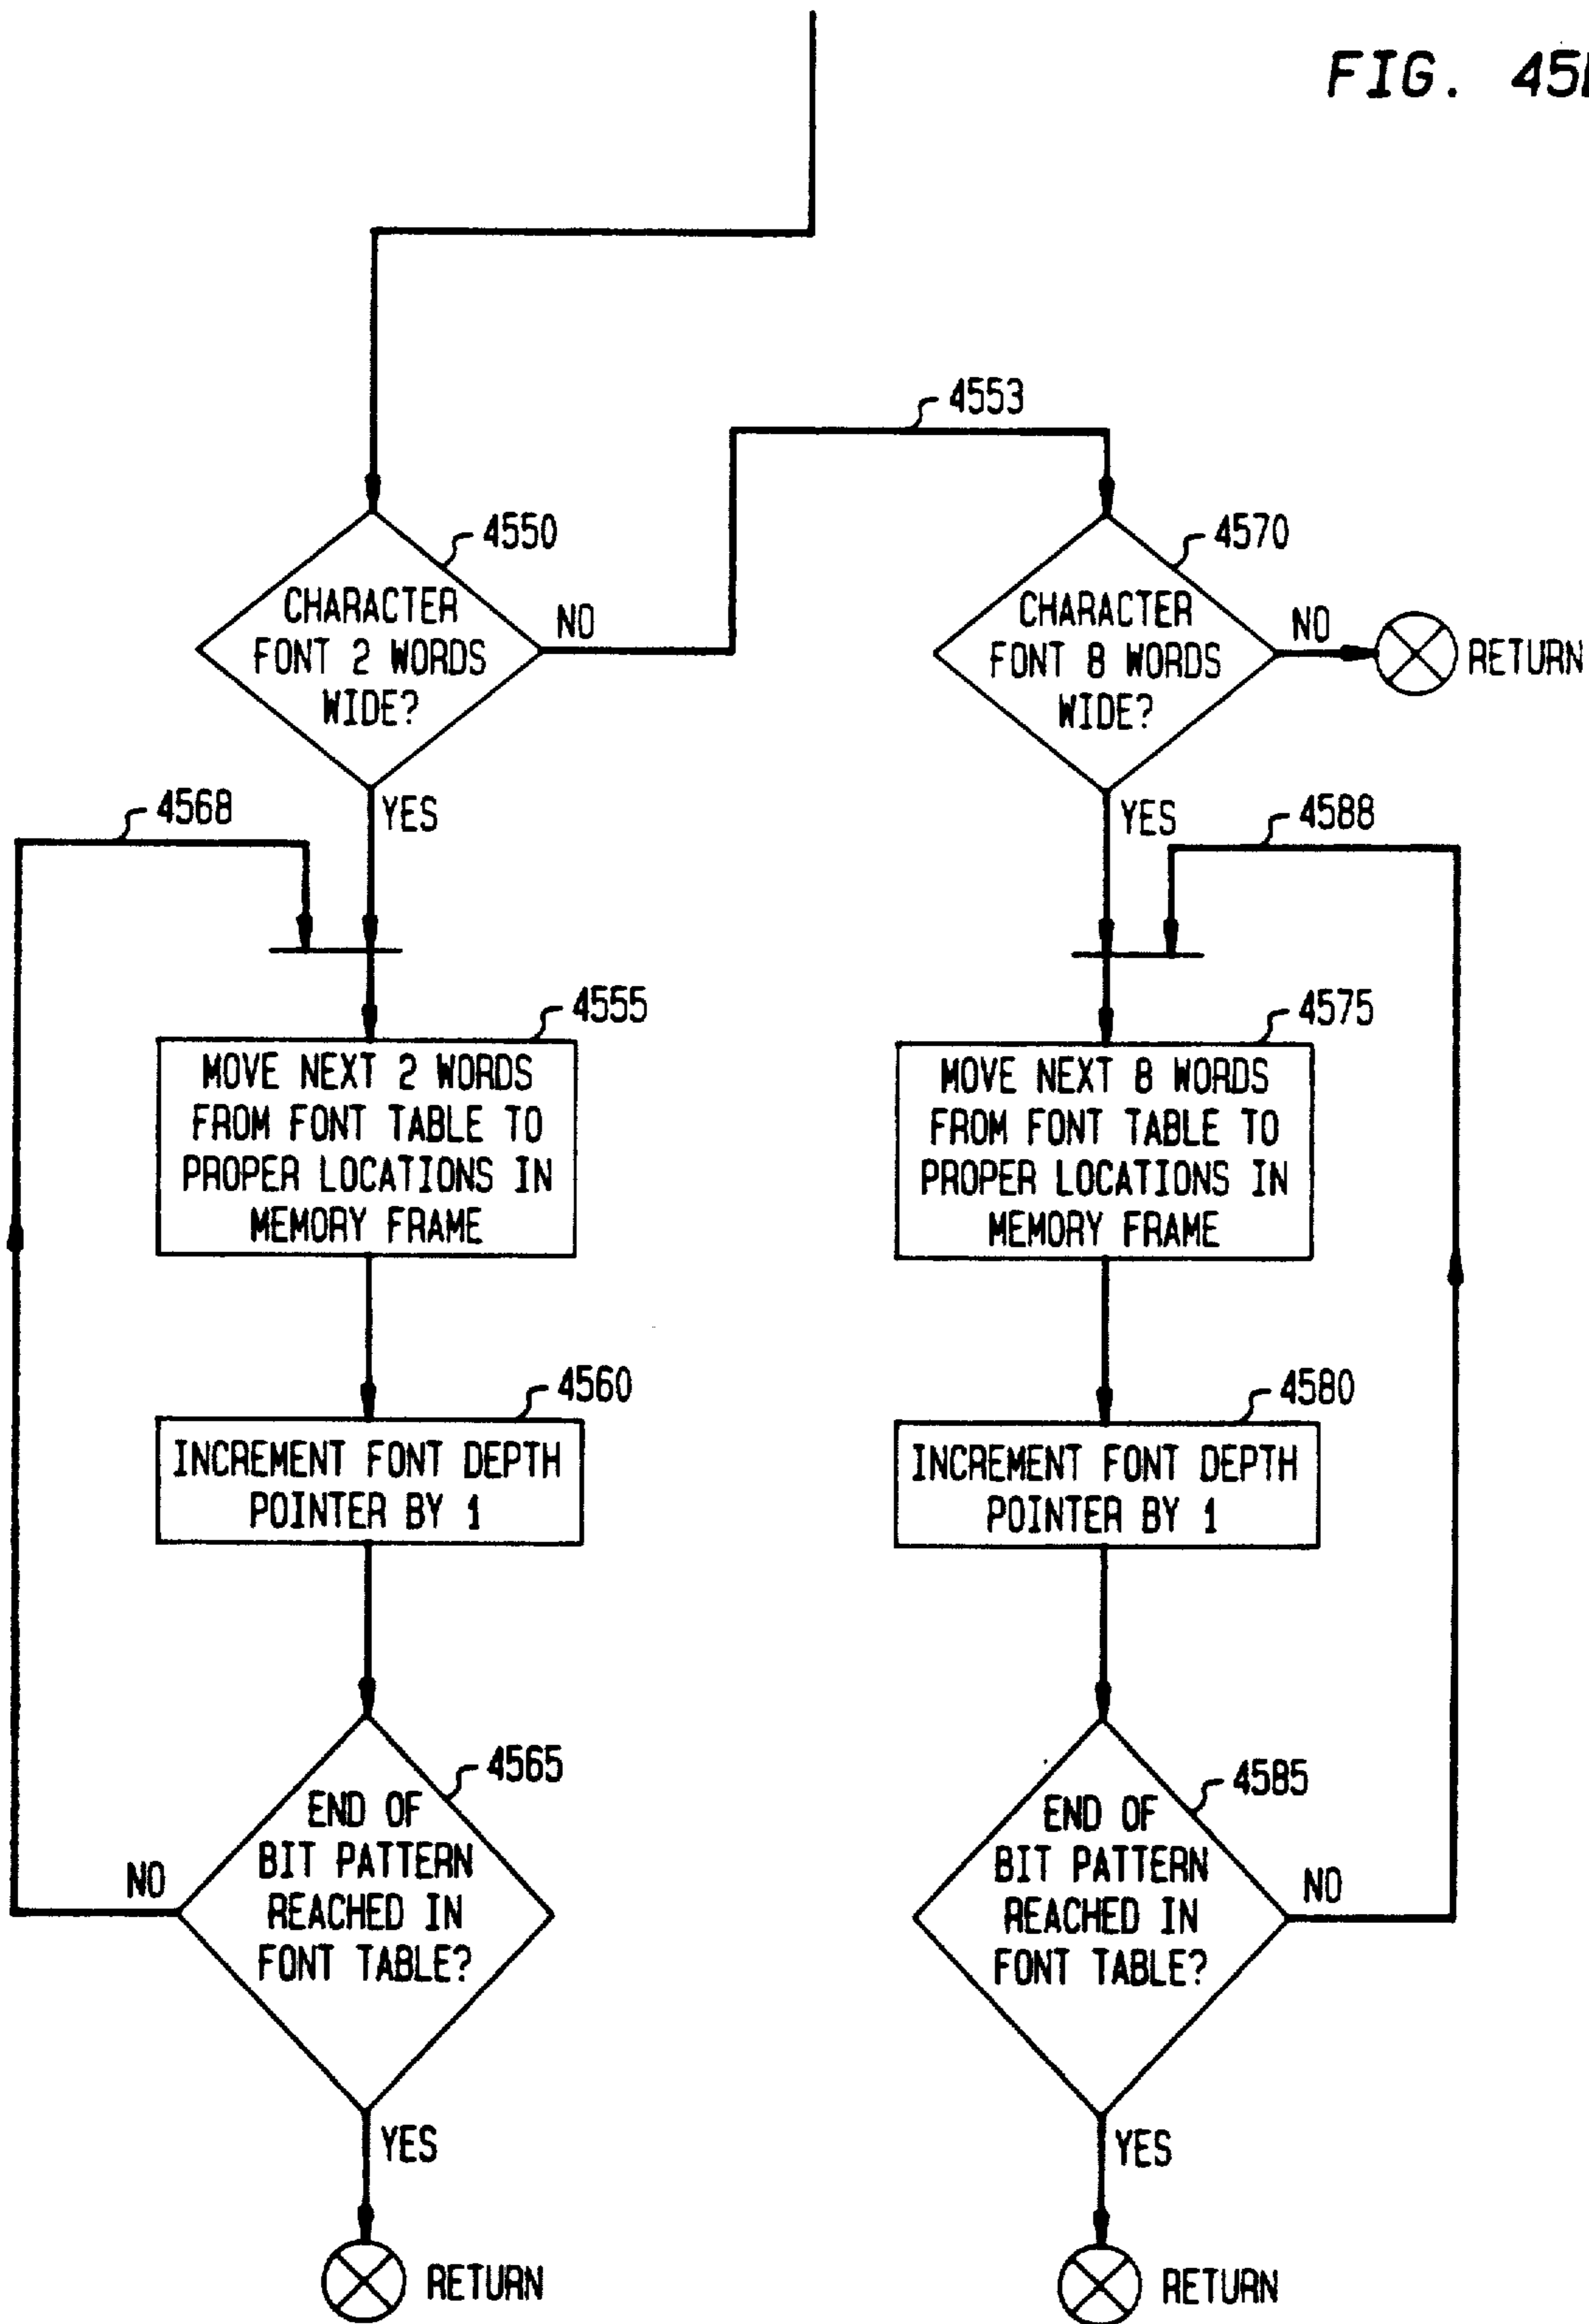 FIG. 45
4553
4550
CHARACTER
FONT 2 WORDS
WIDE?
NO
YES
4570
CHARACTER
FONT 8 WORDS
WIDE?
NO
RETURN
YES
4568
4588
4555
MOVE NEXT 2 WORDS
FROM FONT TABLE TO
PROPER LOCATIONS IN
MEMORY FRAME
4575
MOVE NEXT 8 WORDS
FROM FONT TABLE TO
PROPER LOCATIONS IN
MEMORY FRAME
4560
INCREMENT FONT DEPTH
POINTER BY 1
4580
INCREMENT FONT DEPTH
POINTER BY 1
4565
END OF
BIT PATTERN
REACHED IN
FONT TABLE?
NO
YES
RETURN
4585
END OF
BIT PATTERN
REACHED IN
FONT TABLE?
NO
YES
RETURN